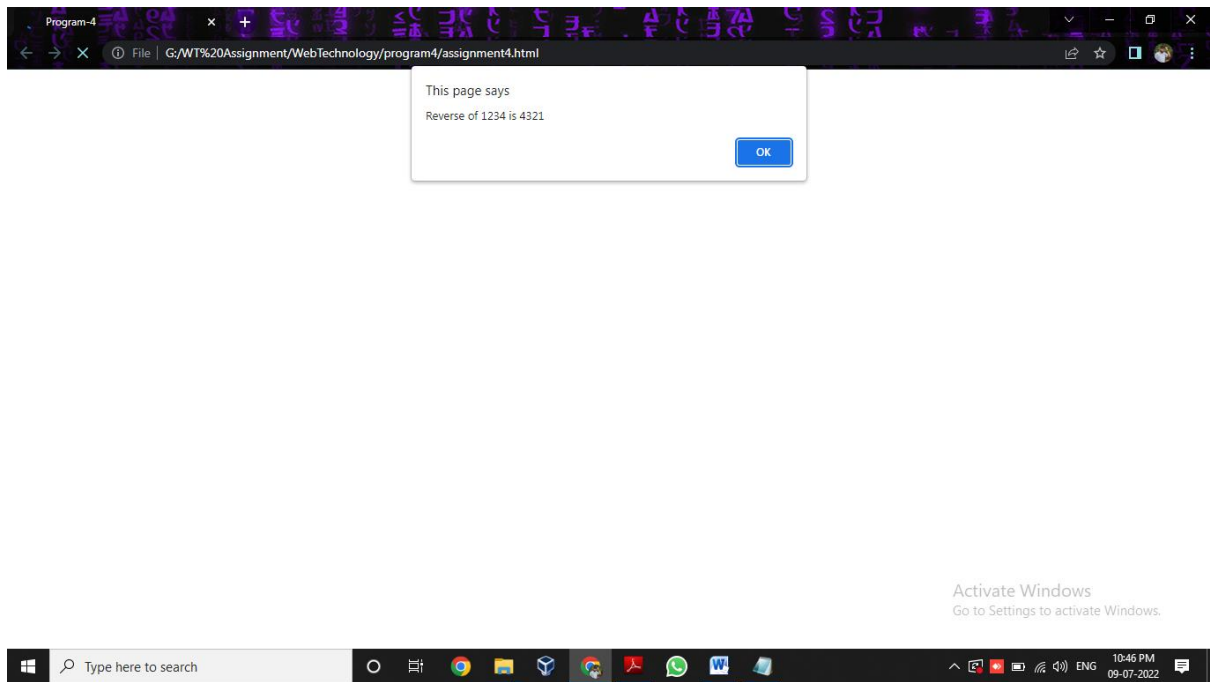 Program-4
File | G:/WT%20Assignment/WebTechnology/program4/assignment4.html
This page says
Reverse of 1234 is 4321
OK
Activate Windows
Go to Settings to activate Windows.
Type here to search
ENG
10:46 PM
09-07-2022